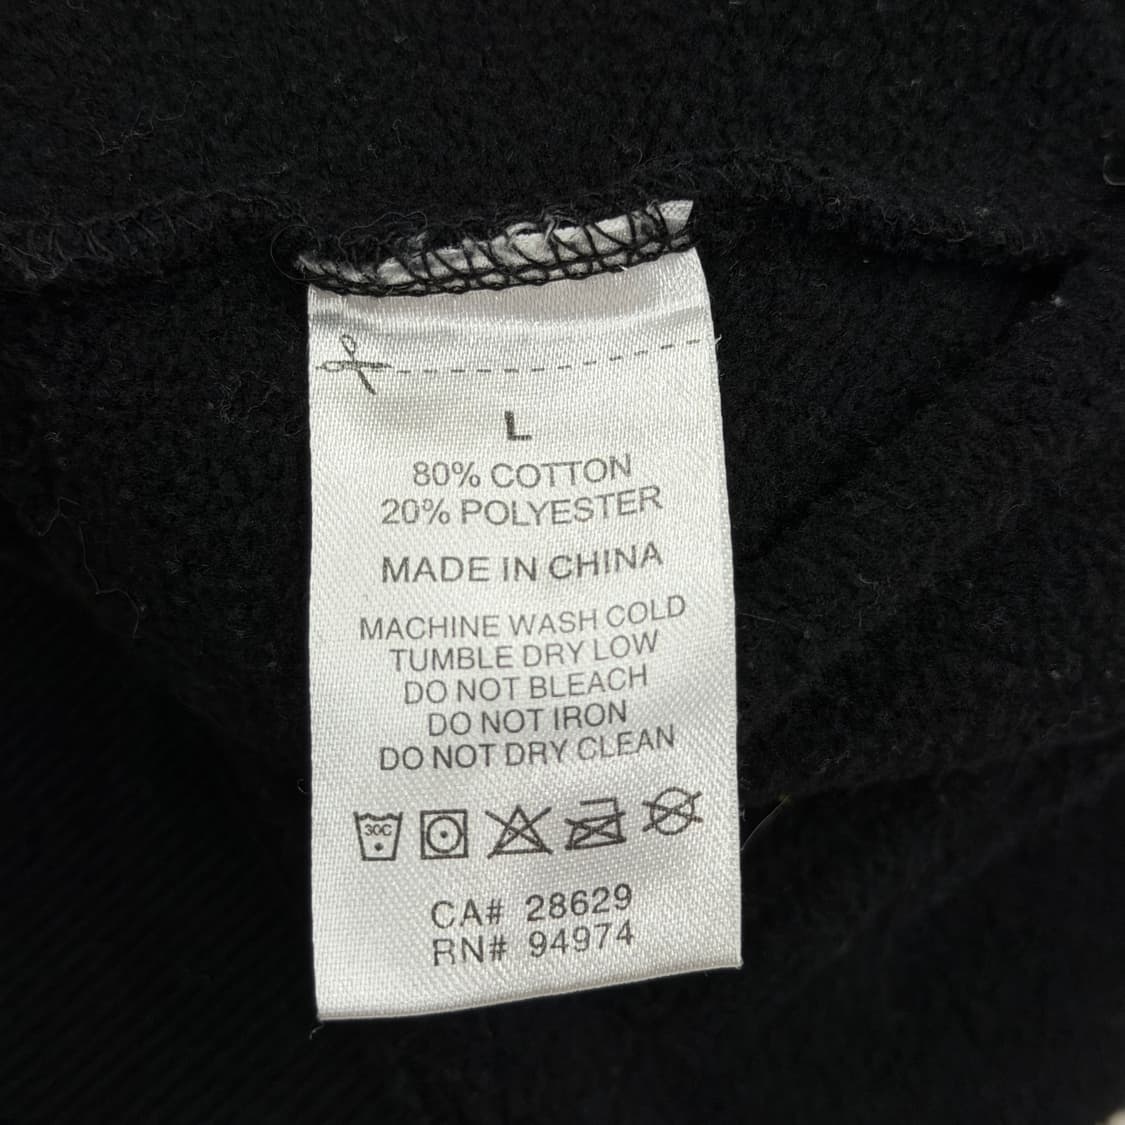 L
80% COTTON
20% POLYESTER
MADE IN CHINA
MACHINE WASH COLD
TUMBLE DRY LOW
DO NOT BLEACH
DO NOT IRON
DO NOT DRY CLEAN
30C
CA# 28629
RN# 94974